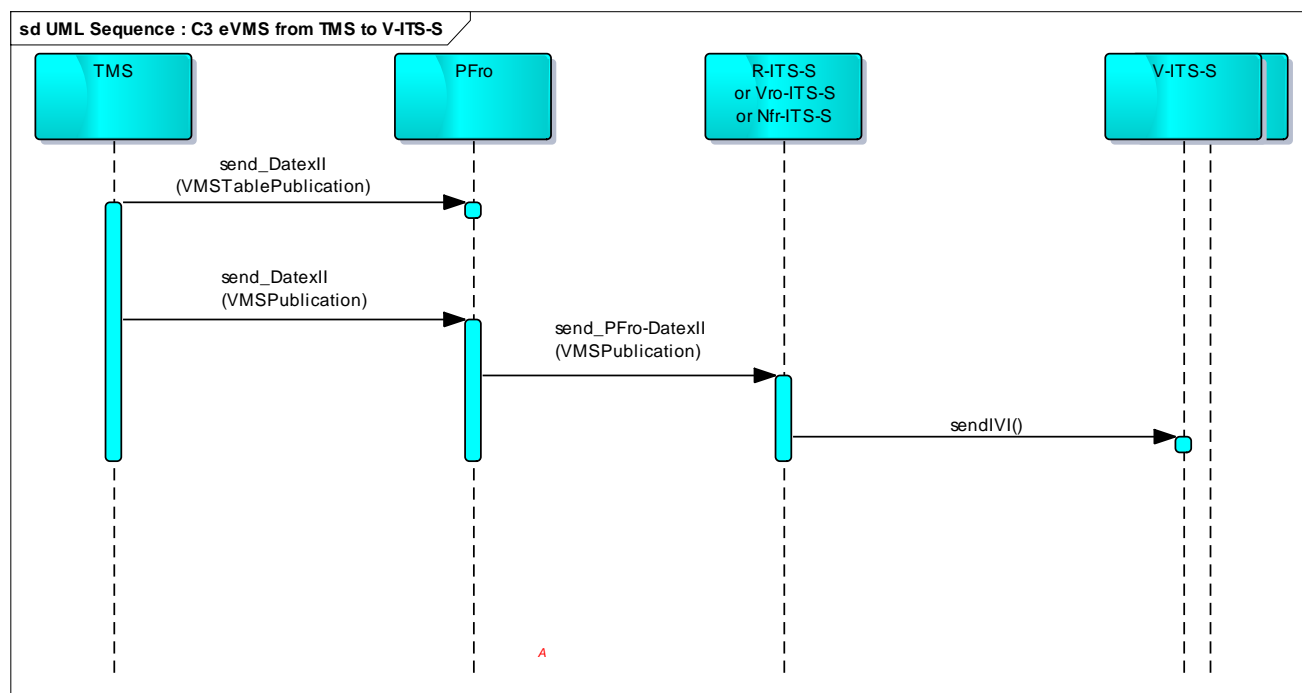 sd UML Sequence : C3 eVMS from TMS to V-ITS-S
TMS
PFro
R-ITS-S
or Vro-ITS-S
or Nfr-ITS-S
V-ITS-S
send_DatexII
(VMSTablePublication)
send_DatexII
(VMSPublication)
send_PFro-DatexII
(VMSPublication)
sendIVI()
A